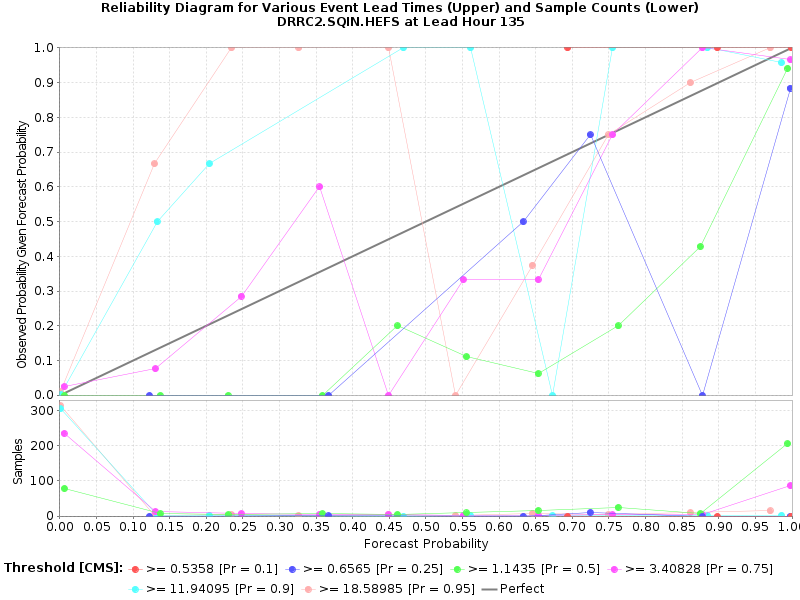 Reliability Diagram for Various Event Lead Times (Upper) and Sample Counts (Lower)
DRRC2.SQIN.HEFS at Lead Hour 135
Observed Probability Given Forecast Probability
1.0
0.9
0.8
0.7
0.6
0.5
0.4
0.3
0.2
0.1
0.0
Samples
300
200
100
0
0.00 0.05 0.10 0.15 0.20 0.25 0.30 0.35 0.40 0.45 0.50 0.55 0.60 0.65 0.70 0.75 0.80 0.85 0.90 0.95 1.00
Forecast Probability
Threshold [CMS]: >= 0.5358 [Pr = 0.1] >= 0.6565 [Pr = 0.25] >= 1.1435 [Pr = 0.5] >= 3.40828 [Pr = 0.75]
>= 11.94095 [Pr = 0.9] >= 18.58985 [Pr = 0.95] Perfect